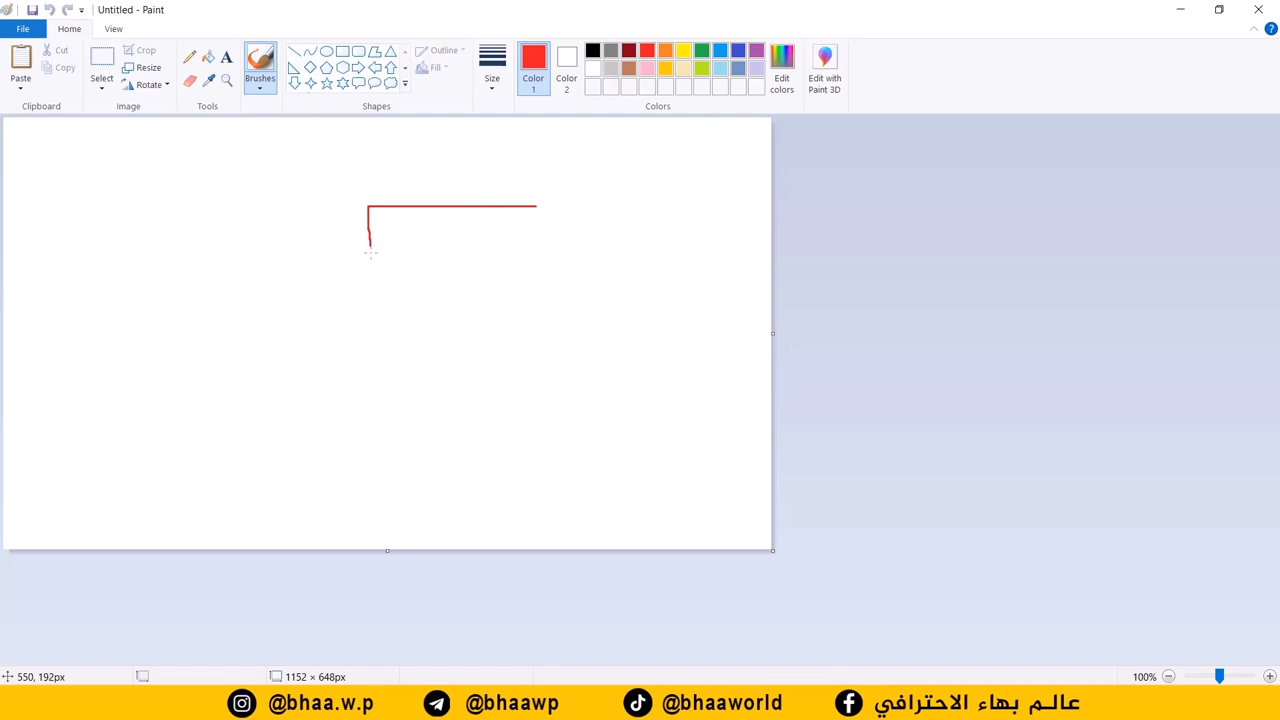 Untitled - Paint
File Home View
Paste
Cut
Copy
Clipboard
Select
Crop
Resize
Rotate
Image
Tools
Brushes
Shapes
Outline
Fill
Size
Color 1
Color 2
Colors
Edit colors
Edit with Paint 3D
550, 192px
1152 × 648px
100%
@bhaa.w.p @bhaawp @bhaaworld عالم بهاء الاحترافي